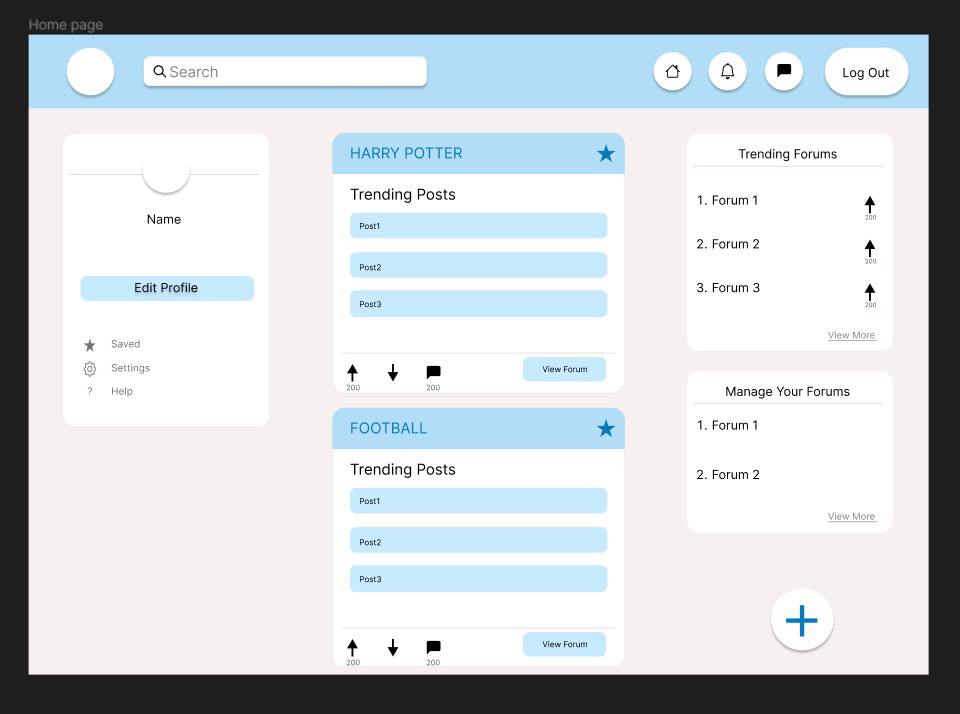 Home page
Search
Log Out
Name
Edit Profile
Saved
Settings
? Help
HARRY POTTER
Trending Posts
Post1
Post2
Post3
200
200
View Forum
FOOTBALL
Trending Posts
Post1
Post2
Post3
200
200
View Forum
Trending Forums
1. Forum 1
200
2. Forum 2
200
3. Forum 3
200
View More
Manage Your Forums
1. Forum 1
2. Forum 2
View More